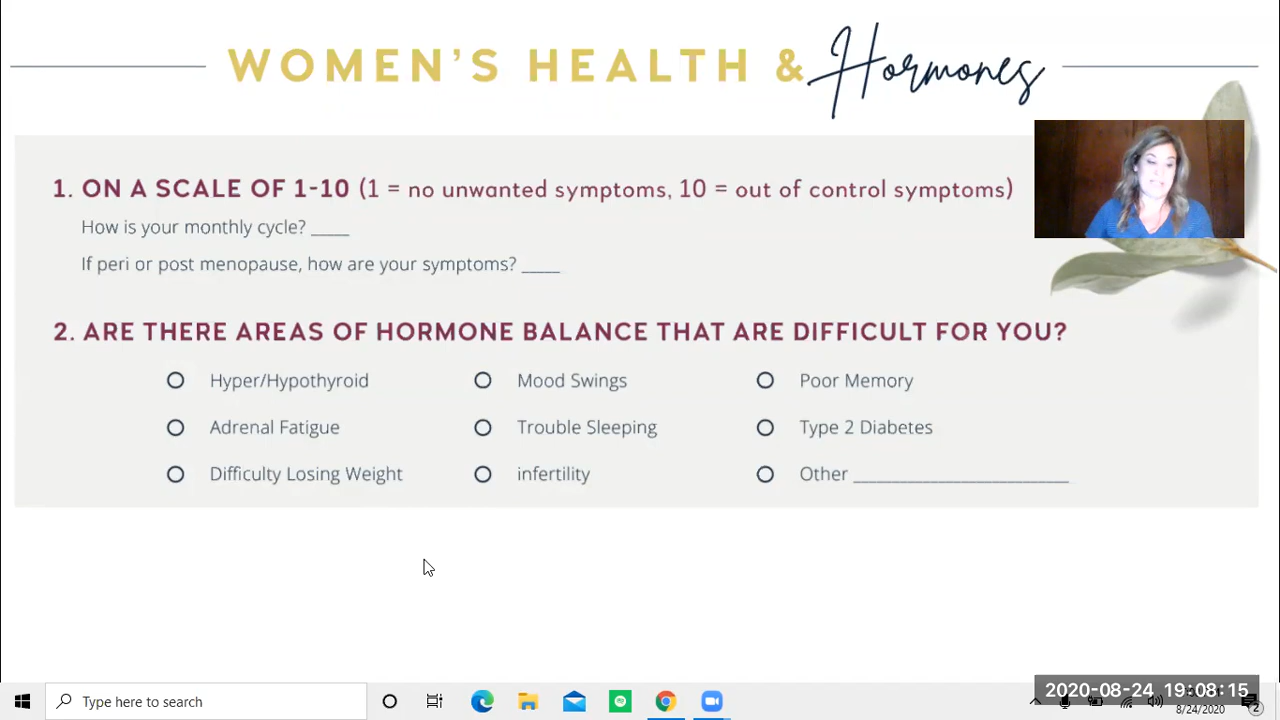 WOMEN'S HEALTH & Hormones
1. ON A SCALE OF 1-10 (1 = no unwanted symptoms, 10 = out of control symptoms)
How is your monthly cycle? ____
If peri or post menopause, how are your symptoms? ____
2. ARE THERE AREAS OF HORMONE BALANCE THAT ARE DIFFICULT FOR YOU?
Hyper/Hypothyroid Mood Swings Poor Memory
Adrenal Fatigue Trouble Sleeping Type 2 Diabetes
Difficulty Losing Weight infertility Other ______________________
Type here to search
2020-08-24 19:08:15
8/24/2020
2